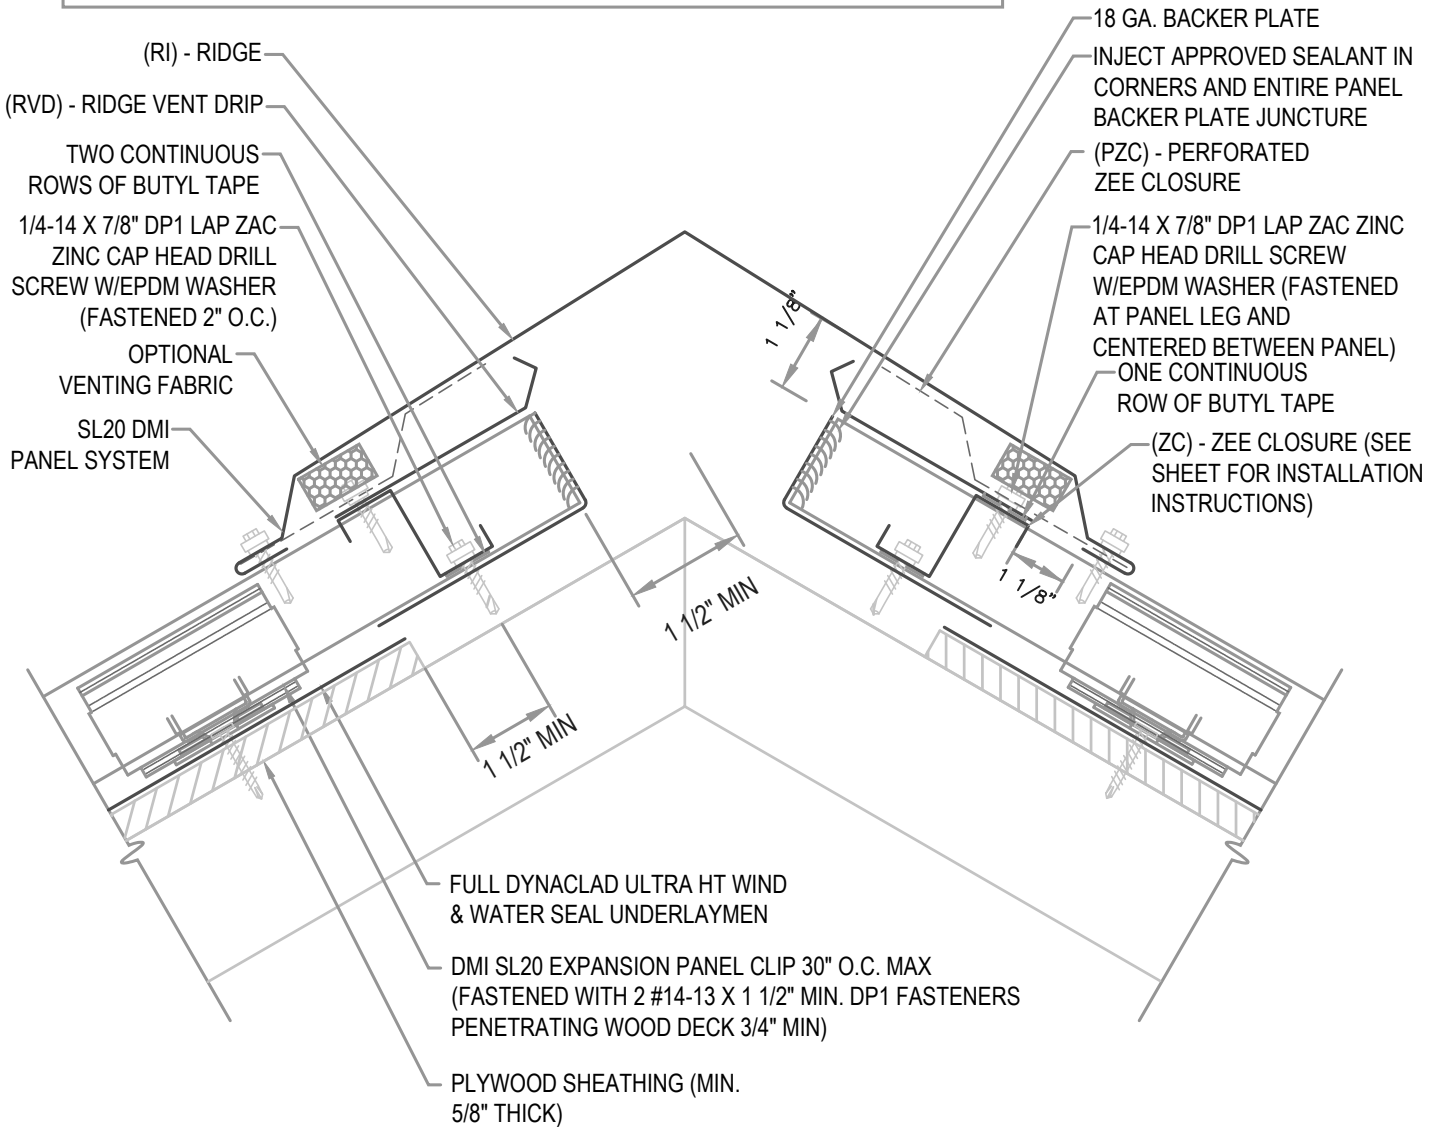 (RI) - RIDGE
(RVD) - RIDGE VENT DRIP
TWO CONTINUOUS
ROWS OF BUTYL TAPE
1/4-14 X 7/8" DP1 LAP ZAC
ZINC CAP HEAD DRILL
SCREW W/EPDM WASHER
(FASTENED 2" O.C.)
OPTIONAL
VENTING FABRIC
SL20 DMI
PANEL SYSTEM
18 GA. BACKER PLATE
INJECT APPROVED SEALANT IN
CORNERS AND ENTIRE PANEL
BACKER PLATE JUNCTURE
(PZC) - PERFORATED
ZEE CLOSURE
1/4-14 X 7/8" DP1 LAP ZAC ZINC
CAP HEAD DRILL SCREW
W/EPDM WASHER (FASTENED
AT PANEL LEG AND
CENTERED BETWEEN PANEL)
ONE CONTINUOUS
ROW OF BUTYL TAPE
(ZC) - ZEE CLOSURE (SEE
SHEET FOR INSTALLATION
INSTRUCTIONS)
1 1/8"
1 1/8"
1 1/2" MIN
1 1/2" MIN
FULL DYNACLAD ULTRA HT WIND
& WATER SEAL UNDERLAYMEN
DMI SL20 EXPANSION PANEL CLIP 30" O.C. MAX
(FASTENED WITH 2 #14-13 X 1 1/2" MIN. DP1 FASTENERS
PENETRATING WOOD DECK 3/4" MIN)
PLYWOOD SHEATHING (MIN.
5/8" THICK)